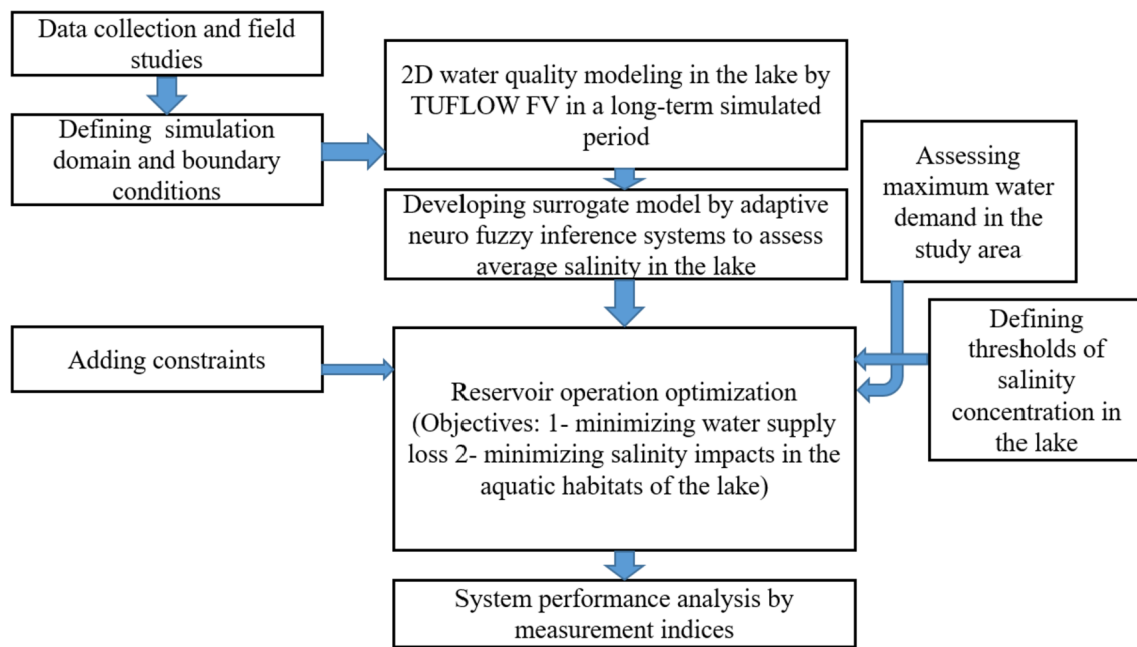 Data collection and field
studies
Defining simulation
domain and boundary
conditions
2D water quality modeling in the lake by
TUFLOW FV in a long-term simulated
period
Developing surrogate model by adaptive
neuro fuzzy inference systems to assess
average salinity in the lake
Assessing
maximum water
demand in the
study area
Defining
thresholds of
salinity
concentration in
the lake
Adding constraints
Reservoir operation optimization
(Objectives: 1- minimizing water supply
loss 2- minimizing salinity impacts in the
aquatic habitats of the lake)
System performance analysis by
measurement indices